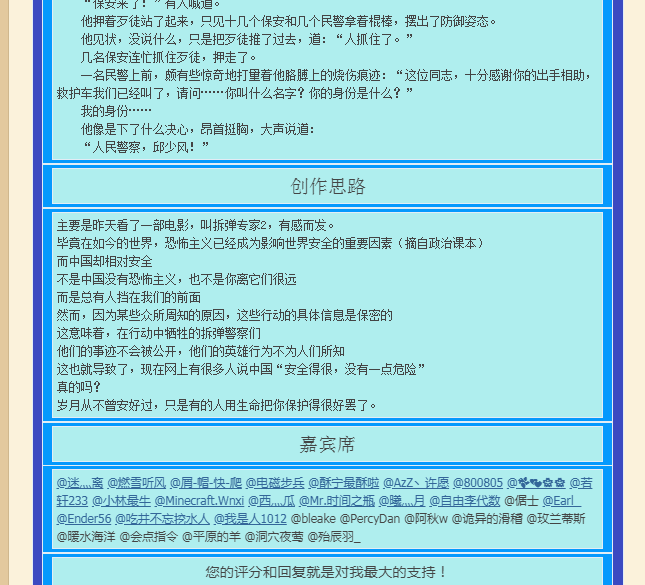 “保安来了！”有人喊道。
他押着歹徒站了起来，只见十几个保安和几个民警拿着棍棒，摆出了防御姿态。
他见状，没说什么，只是把歹徒推了过去，道：“人抓住了。”
几名保安连忙抓住歹徒，押走了。
一名民警上前，颇有些惊奇地打量着他胳膊上的烧伤痕迹：“这位同志，十分感谢你的出手相助，
救护车我们已经叫了，请问……你叫什么名字？你的身份是什么？”
我的身份……
他像是下了什么决心，昂首挺胸，大声说道：
“人民警察，邱少风！”
创作思路
主要是昨天看了一部电影，叫拆弹专家2，有感而发。
毕竟在如今的世界，恐怖主义已经成为影响世界安全的重要因素（摘自政治课本）
而中国却相对安全
不是中国没有恐怖主义，也不是你离它们很远
而是总有人挡在我们的前面
然而，因为某些众所周知的原因，这些行动的具体信息是保密的
这意味着，在行动中牺牲的拆弹警察们
他们的事迹不会被公开，他们的英雄行为不为人们所知
这也就导致了，现在网上有很多人说中国“安全得很，没有一点危险”
真的吗？
岁月从不曾安好过，只是有的人用生命把你保护得很好罢了。
嘉宾席
@迷灬离 @燃雪听风 @屑-帽-快-爬 @电磁步兵 @酥宁最酥啦 @AzZ丶许愿 @800805 @若
轩233 @小林最牛 @Minecraft.Wnxi @西灬瓜 @Mr.时间之瓶 @曦灬月 @自由李代数 @倨士 @Earl_
@Ender56 @吃井不忘挖水人 @我是人1012 @bleake @PercyDan @阿秋w @诡异的滑稽 @玫兰蒂斯
@暖水海洋 @会点指令 @平原的羊 @洞穴夜莺 @殆辰羽_
您的评分和回复就是对我最大的支持！